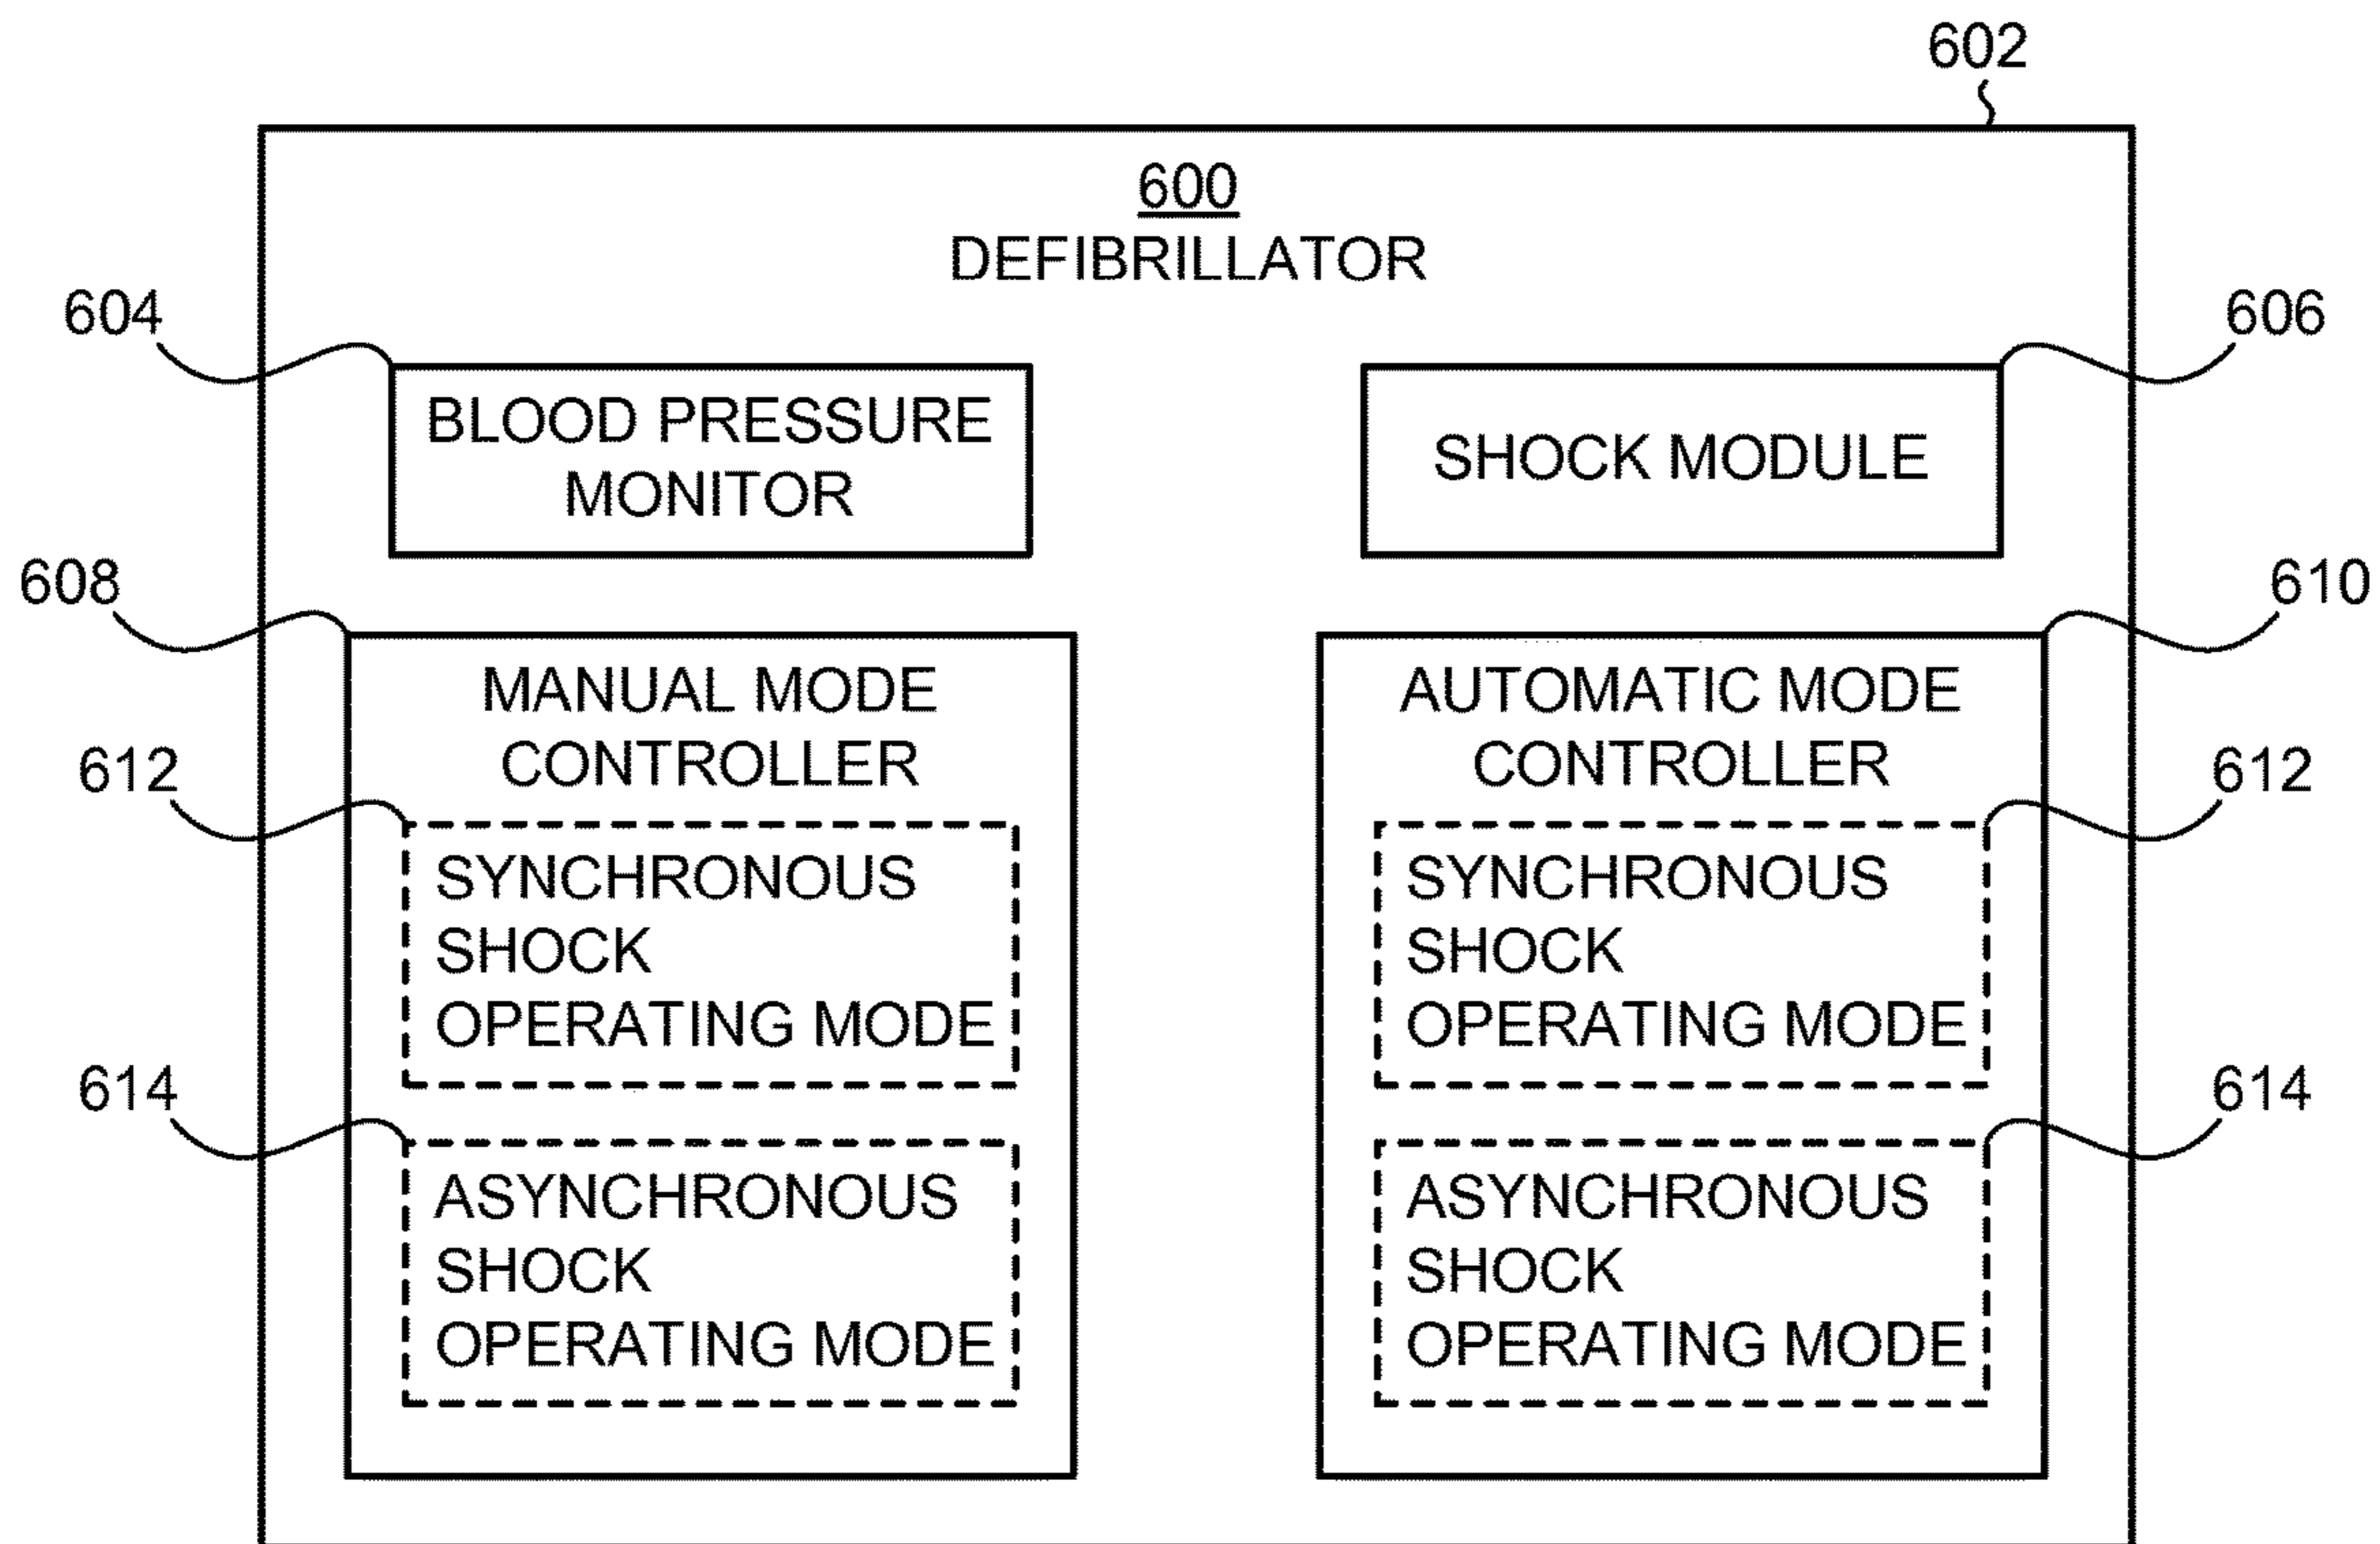 602
600
DEFIBRILLATOR
604
606
BLOOD PRESSURE
MONITOR
SHOCK MODULE
608
610
MANUAL MODE
CONTROLLER
612
SYNCHRONOUS
SHOCK
OPERATING MODE
614
ASYNCHRONOUS
SHOCK
OPERATING MODE
AUTOMATIC MODE
CONTROLLER
612
SYNCHRONOUS
SHOCK
OPERATING MODE
614
ASYNCHRONOUS
SHOCK
OPERATING MODE